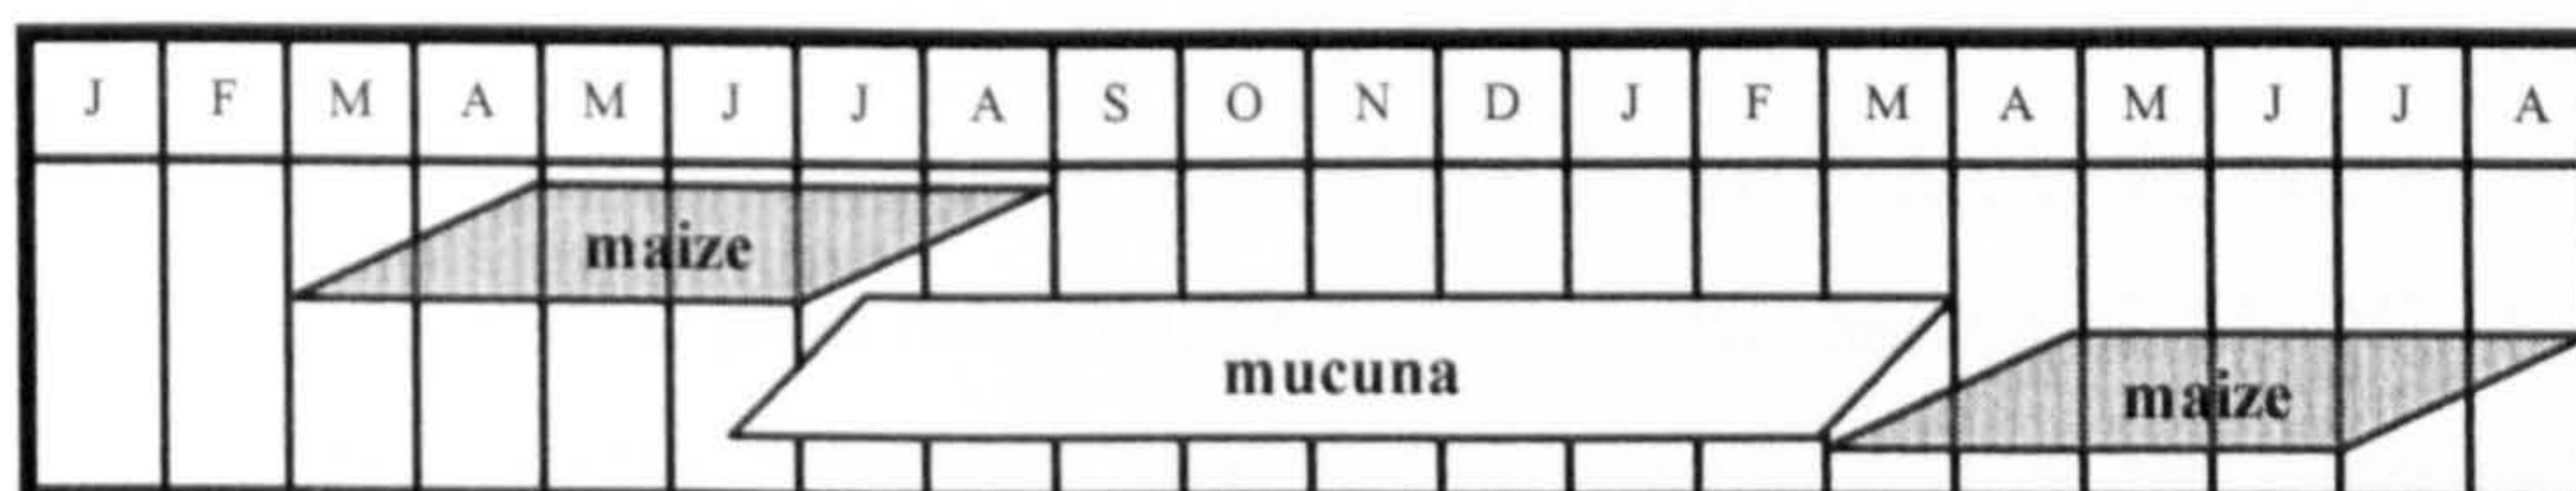 J F M A M J J A S O N D J F M A M J J A
maize
mucuna
maize